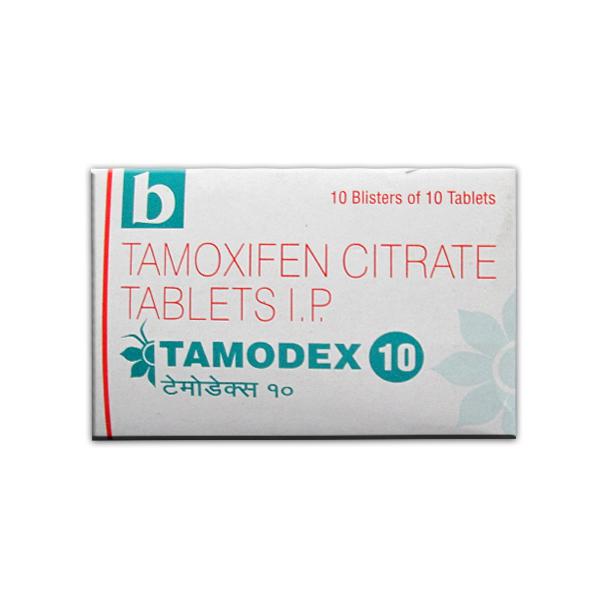 b
10 Blisters of 10 Tablets
TAMOXIFEN CITRATE
TABLETS I.P.
TAMODEX 10
टेमोडेक्स १०